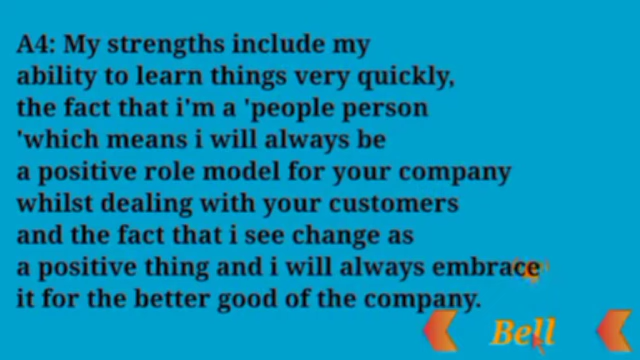 A4: My strengths include my
ability to learn things very quickly,
the fact that i'm a 'people person
'which means i will always be
a positive role model for your company
whilst dealing with your customers
and the fact that i see change as
a positive thing and i will always embrace
it for the better good of the company.
Bell